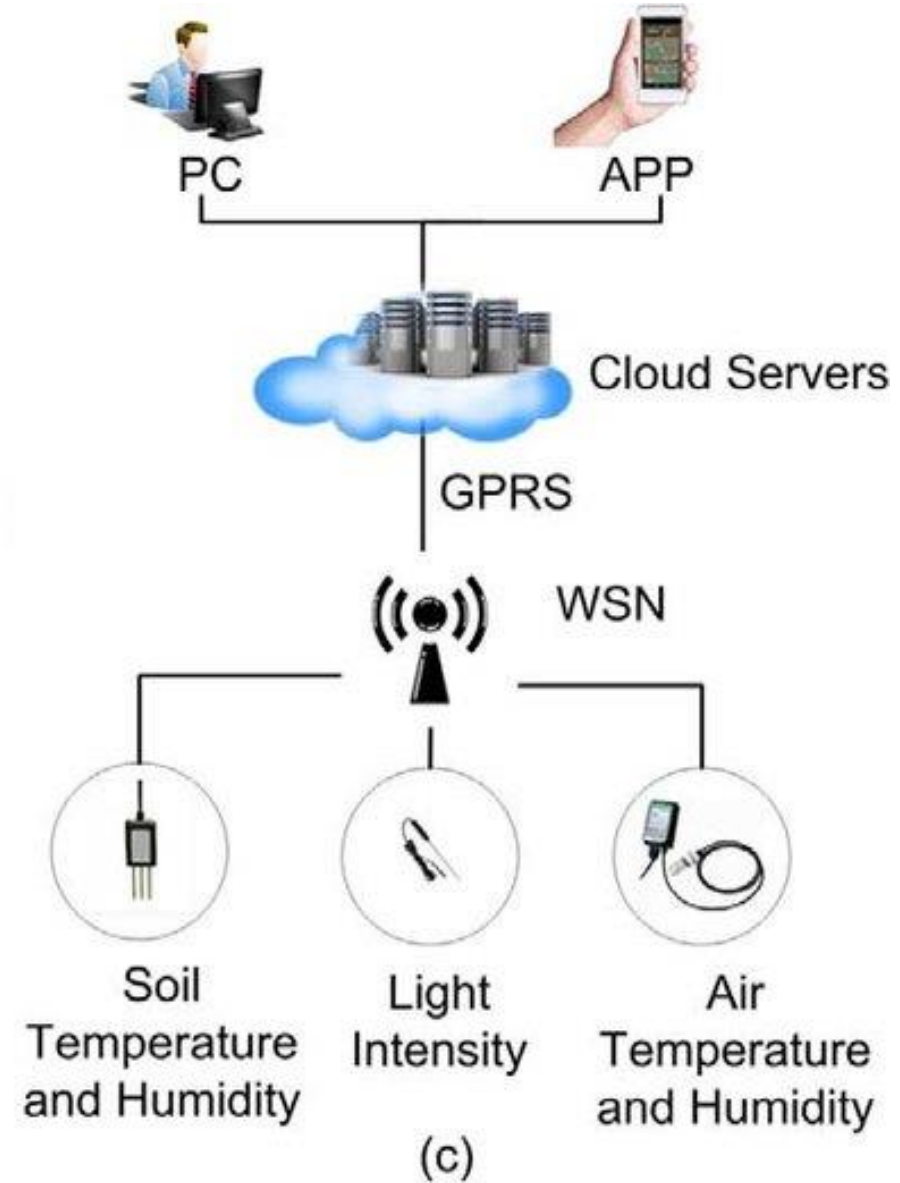 PC
APP
Cloud Servers
GPRS
WSN
Soil
Temperature
and Humidity
Light
Intensity
Air
Temperature
and Humidity
(c)